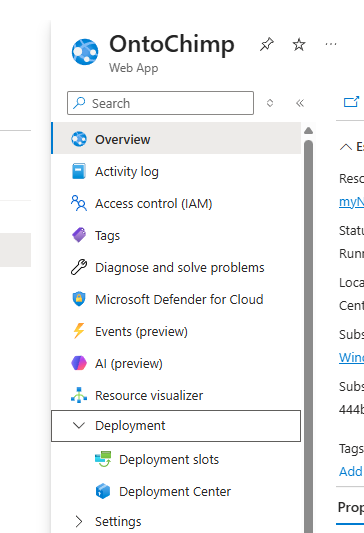 OntoChimp
Web App
Search
Overview
Activity log
Access control (IAM)
Tags
Diagnose and solve problems
Microsoft Defender for Cloud
Events (preview)
AI (preview)
Resource visualizer
Deployment
Deployment slots
Deployment Center
Settings
Reso
myN
Statu
Runn
Loca
Cent
Subs
Wind
Subs
444b
Tags
Add
Prop